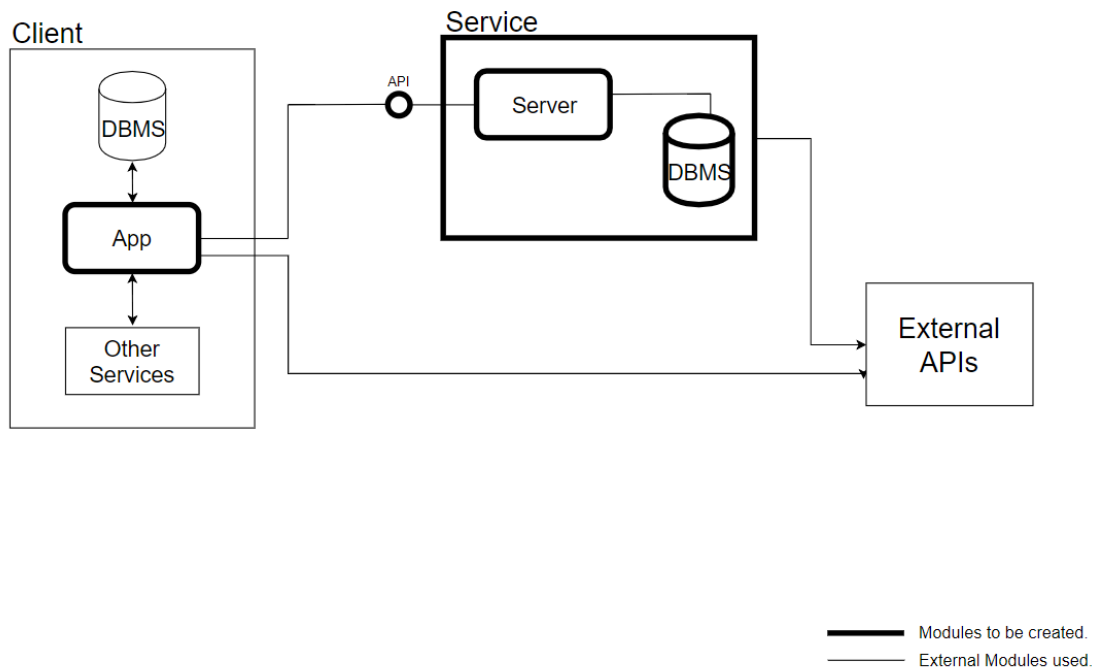 Client
Service
DBMS
API
Server
DBMS
App
Other
Services
External
APIs
Modules to be created.
External Modules used.